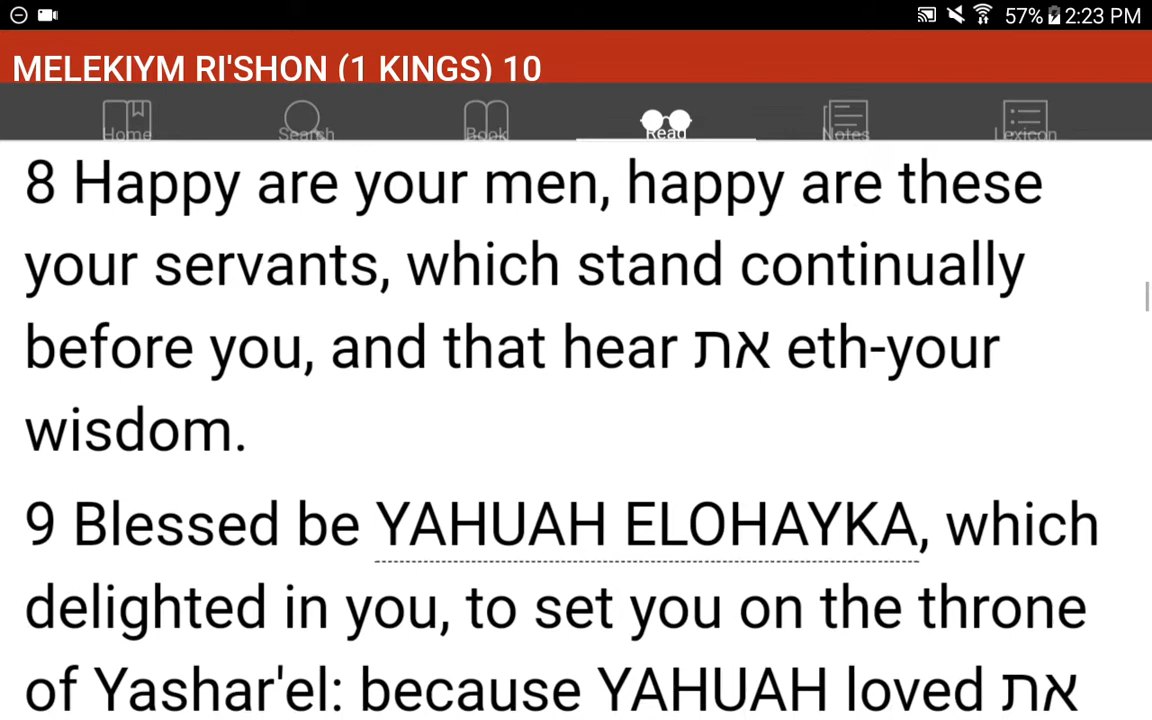 57% 2:23 PM
MELEKIYM RI'SHON (1 KINGS) 10
Home Search Book Read Notes Lexicon
8 Happy are your men, happy are these
your servants, which stand continually
before you, and that hear את eth-your
wisdom.
9 Blessed be YAHUAH ELOHAYKA, which
delighted in you, to set you on the throne
of Yashar'el: because YAHUAH loved את